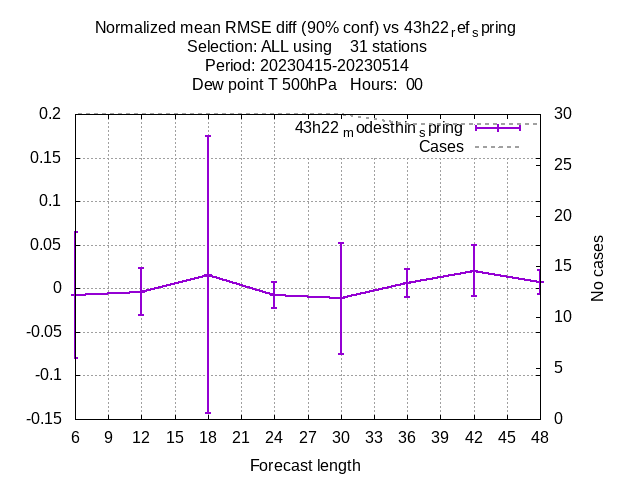 Normalized mean RMSE diff (90% conf) vs 43h22refspring
Selection: ALL using 31 stations
Period: 20230415-20230514
Dew point T 500hPa Hours: 00
43h22modesthinspring
Cases
0.2
0.15
0.1
0.05
0
-0.05
-0.1
-0.15
30
25
20
15
10
5
0
No cases
6 9 12 15 18 21 24 27 30 33 36 39 42 45 48
Forecast length